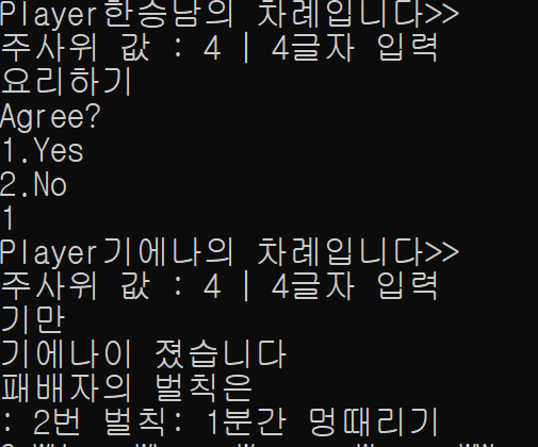 Player한승남의 차례입니다>>
주사위 값 : 4 | 4글자 입력
요리하기
Agree?
1.Yes
2.No
1
Player기에나의 차례입니다>>
주사위 값 : 4 | 4글자 입력
기만
기에나이 졌습니다
패배자의 벌칙은
: 2번 벌칙: 1분간 멍때리기